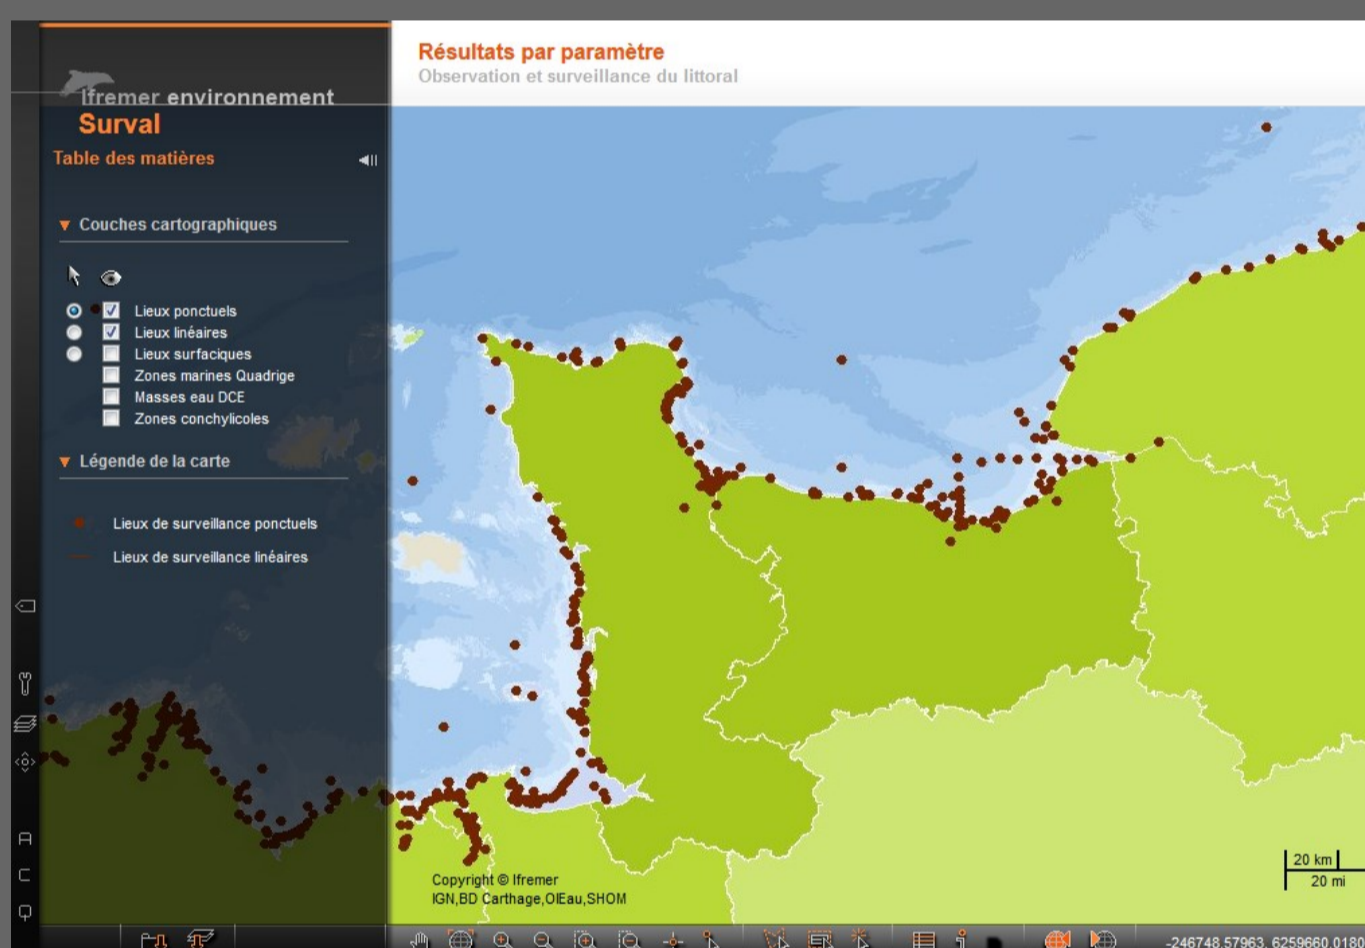 Résultats par paramètre
Observation et surveillance du littoral
Ifremer environnement
Surval
Table des matières
Couches cartographiques
Lieux ponctuels
Lieux linéaires
Lieux surfaciques
Zones marines Quadrige
Masses eau DCE
Zones conchylicoles
Légende de la carte
Lieux de surveillance ponctuels
Lieux de surveillance linéaires
Copyright © Ifremer
IGN,BD Carthage,OIEau,SHOM
20 km
20 mi
-246748.57963